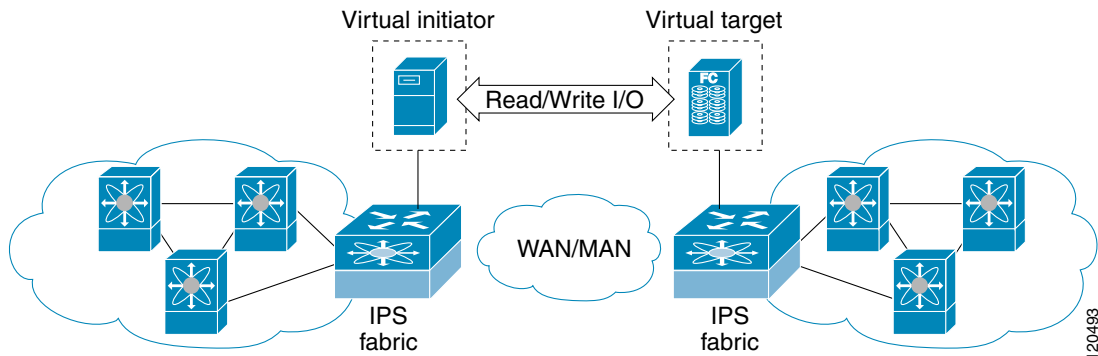 Virtual initiator
Virtual target
FC
Read/Write I/O
WAN/MAN
IPS
fabric
IPS
fabric
120493